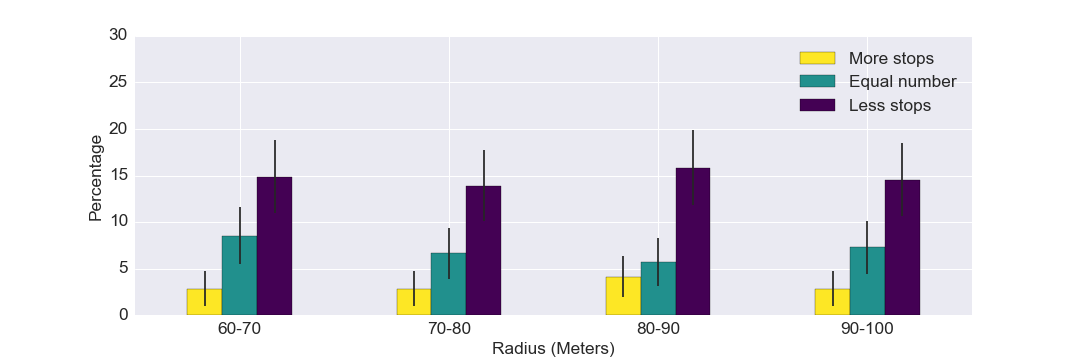 30
25
20
15
10
5
0
Percentage
More stops
Equal number
Less stops
60-70 70-80 80-90 90-100
Radius (Meters)